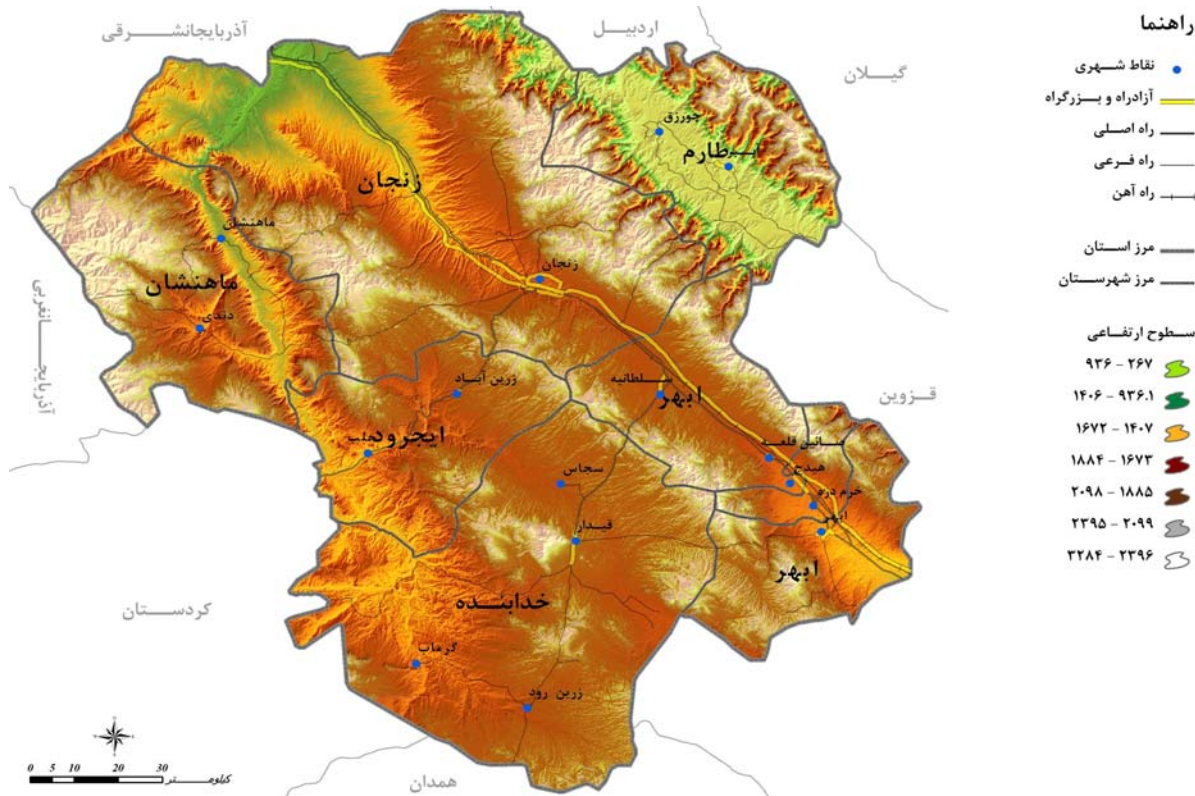 راهنما
نقاط شهری
آزادراه و بزرگراه
راه اصلی
راه فرعی
راه آهن
مرز استان
مرز شهرستان
سطوح ارتفاعی
۲۶۷ - ۹۳۶
۹۳۶.۱ - ۱۴۰۶
۱۴۰۷ - ۱۶۷۲
۱۶۷۳ - ۱۸۸۴
۱۸۸۵ - ۲۰۹۸
۲۰۹۹ - ۲۳۹۵
۲۳۹۶ - ۳۲۸۴
آذربایجانشرقی
اردبیل
گیلان
چورزق
طارم
زنجان
ماهنشان
زنجان
ماهنشان
دندی
آذربایجانغربی
سلطانیه
زرین آباد
ابهر
قزوین
ایجرود
حلب
صائین قلعه
هیدج
سجاس
خرم دره
ابهر
قیدار
ابهر
خدابنده
کردستان
گرماب
زرین رود
همدان
0 5 10 20 30
کیلومتر